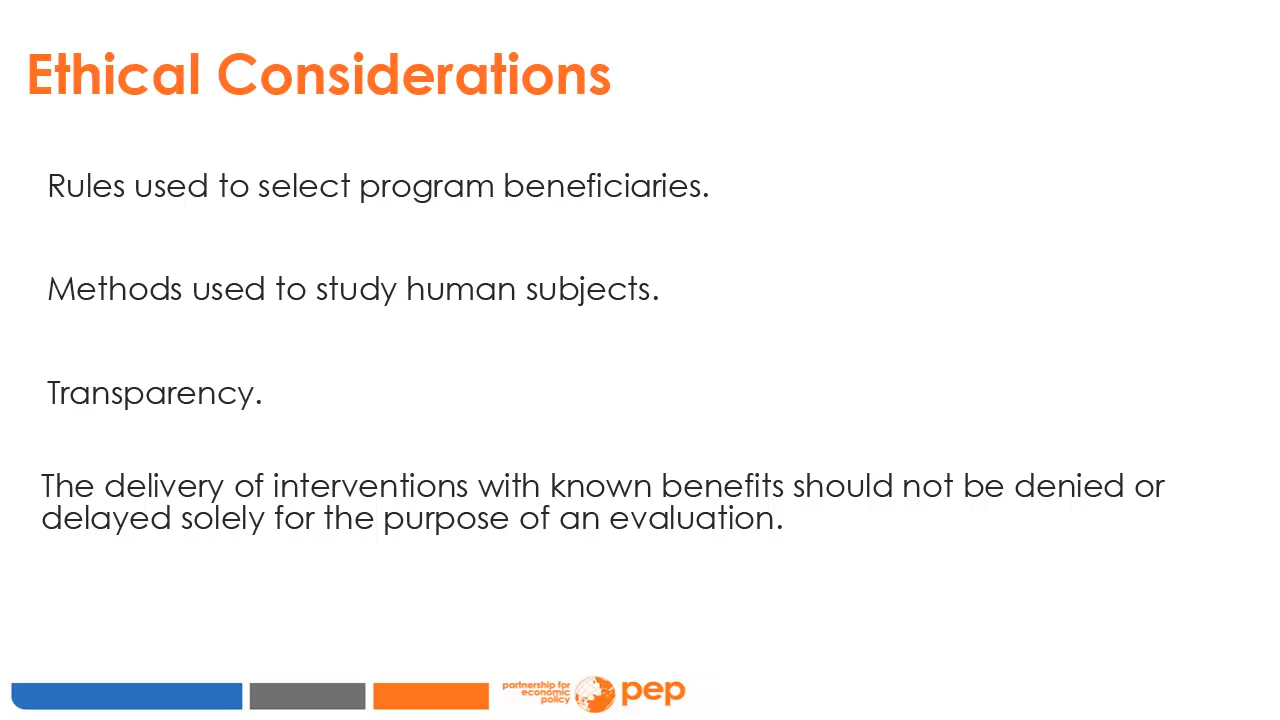 Ethical Considerations
Rules used to select program beneficiaries.
Methods used to study human subjects.
Transparency.
The delivery of interventions with known benefits should not be denied or
delayed solely for the purpose of an evaluation.
partnership for
economic
policy
pep